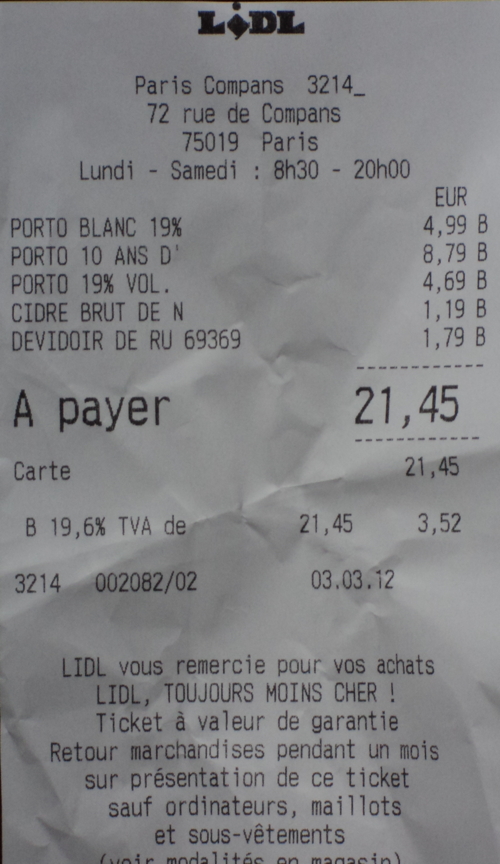 LIDL
Paris Compans 3214_
72 rue de Compans
75019 Paris
Lundi - Samedi : 8h30 - 20h00
EUR
PORTO BLANC 19% 4,99 B
PORTO 10 ANS D' 8,79 B
PORTO 19% VOL. 4,69 B
CIDRE BRUT DE N 1,19 B
DEVIDOIR DE RU 69369 1,79 B
A payer 21,45
Carte 21,45
B 19,6% TVA de 21,45 3,52
3214 002082/02 03.03.12
LIDL vous remercie pour vos achats
LIDL, TOUJOURS MOINS CHER !
Ticket à valeur de garantie
Retour marchandises pendant un mois
sur présentation de ce ticket
sauf ordinateurs, maillots
et sous-vêtements
(voir modalités en magasin)